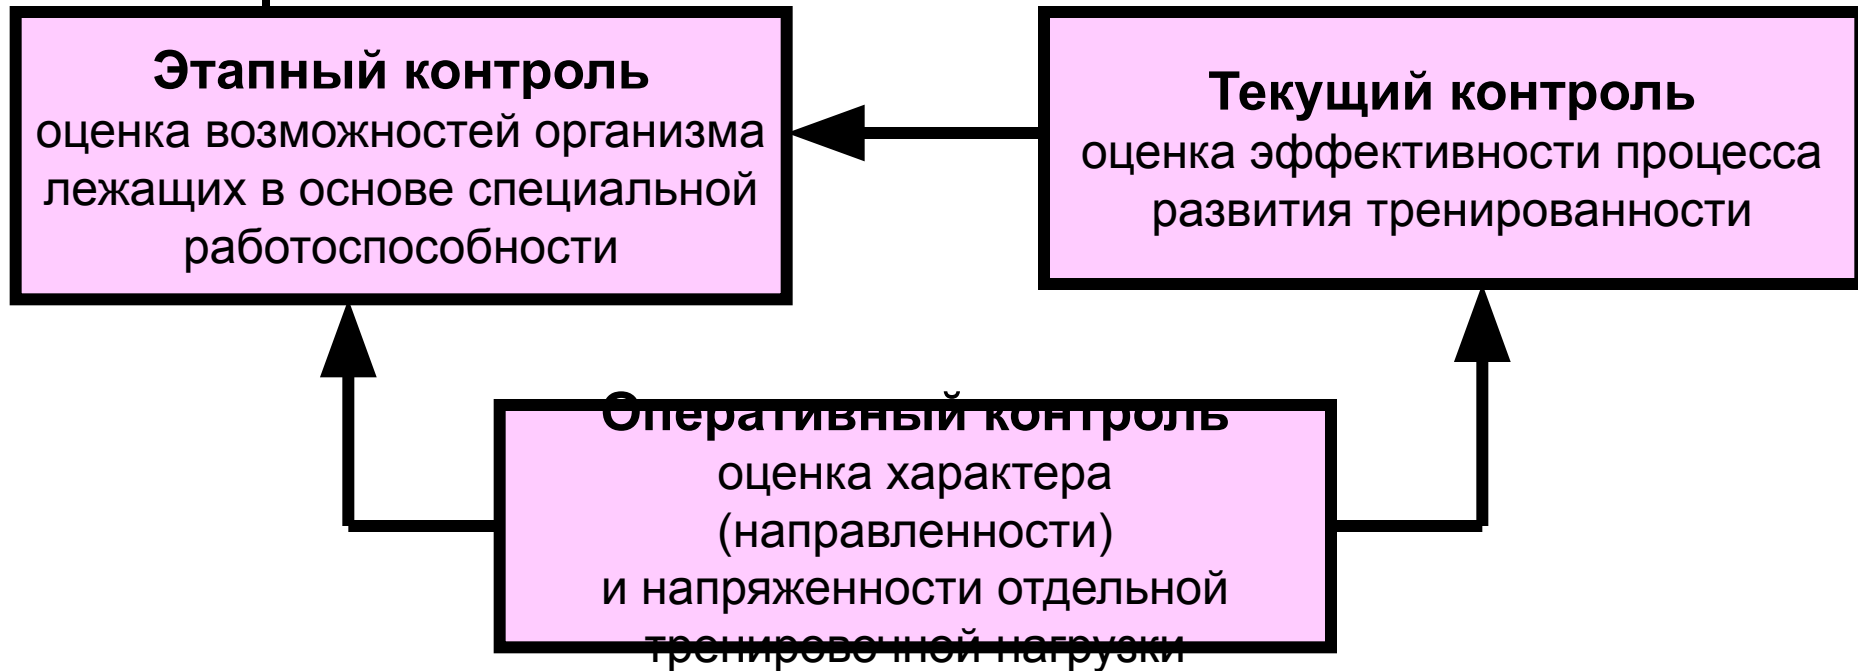 Этапный контроль
оценка возможностей организма
лежащих в основе специальной
работоспособности
Текущий контроль
оценка эффективности процесса
развития тренированности
Оперативный контроль
оценка характера
(направленности)
и напряженности отдельной
тренировочной нагрузки